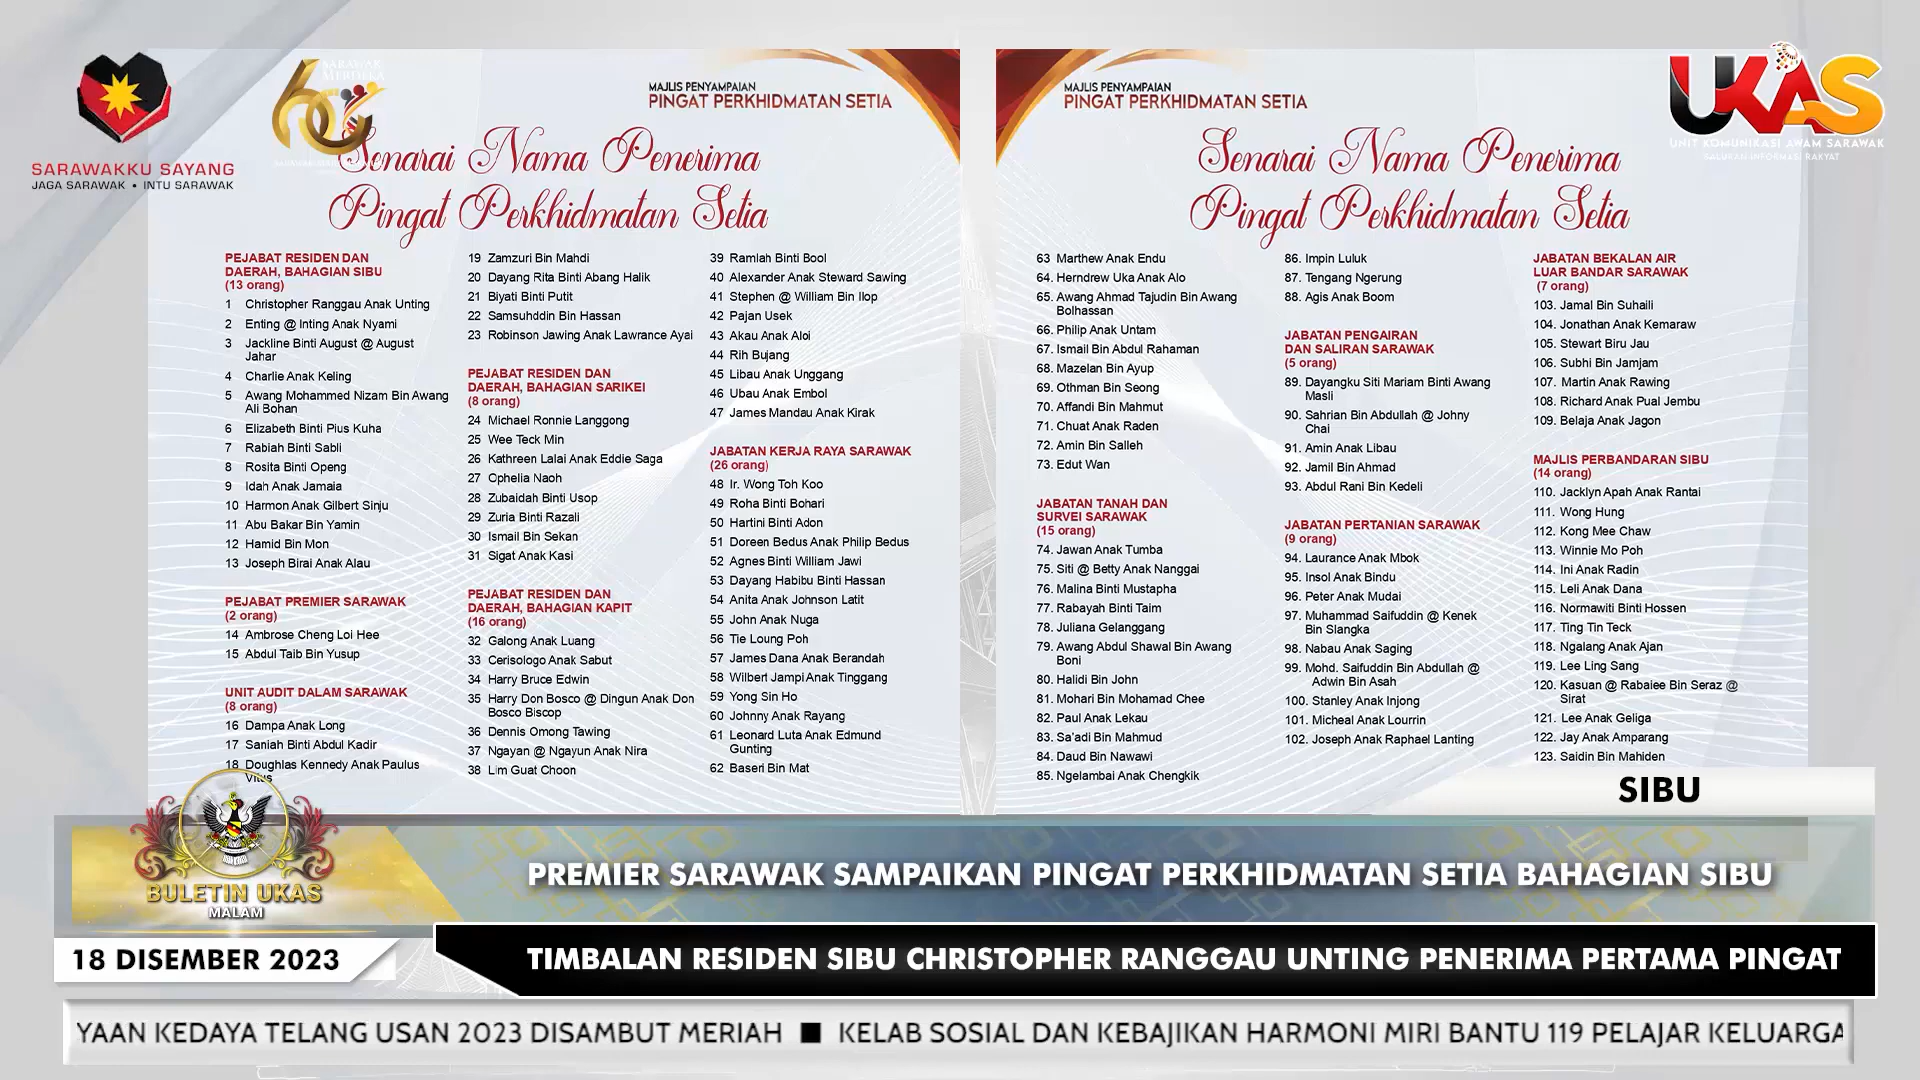 SARAWAKKU SAYANG
JAGA SARAWAK • INTU SARAWAK
60
SARAWAK
MERDEKA
MAJLIS PENYAMPAIAN
PINGAT PERKHIDMATAN SETIA
Senarai Nama Penerima
Pingat Perkhidmatan Setia
PEJABAT RESIDEN DAN
DAERAH, BAHAGIAN SIBU
(13 orang)
1 Christopher Ranggau Anak Unting
2 Enting @ Inting Anak Nyami
3 Jackline Binti August @ August
Jahar
4 Charlie Anak Keling
5 Awang Mohammed Nizam Bin Awang
Ali Bohan
6 Elizabeth Binti Pius Kuha
7 Rabiah Binti Sabli
8 Rosita Binti Openg
9 Idah Anak Jamaia
10 Harmon Anak Gilbert Sinju
11 Abu Bakar Bin Yamin
12 Hamid Bin Mon
13 Joseph Birai Anak Alau
PEJABAT PREMIER SARAWAK
(2 orang)
14 Ambrose Cheng Loi Hee
15 Abdul Taib Bin Yusup
UNIT AUDIT DALAM SARAWAK
(8 orang)
16 Dampa Anak Long
17 Saniah Binti Abdul Kadir
18 Doughlas Kennedy Anak Paulus
Vitus
19 Zamzuri Bin Mahdi
20 Dayang Rita Binti Abang Halik
21 Biyati Binti Putit
22 Samsuhddin Bin Hassan
23 Robinson Jawing Anak Lawrance Ayai
PEJABAT RESIDEN DAN
DAERAH, BAHAGIAN SARIKEI
(8 orang)
24 Michael Ronnie Langgong
25 Wee Teck Min
26 Kathreen Lalai Anak Eddie Saga
27 Ophelia Naoh
28 Zubaidah Binti Usop
29 Zuria Binti Razali
30 Ismail Bin Sekan
31 Sigat Anak Kasi
PEJABAT RESIDEN DAN
DAERAH, BAHAGIAN KAPIT
(16 orang)
32 Galong Anak Luang
33 Cerisologo Anak Sabut
34 Harry Bruce Edwin
35 Harry Don Bosco @ Dingun Anak Don
Bosco Biscop
36 Dennis Omong Tawing
37 Ngayan @ Ngayun Anak Nira
38 Lim Guat Choon
39 Ramlah Binti Bool
40 Alexander Anak Steward Sawing
41 Stephen @ William Bin Ilop
42 Pajan Usek
43 Akau Anak Aloi
44 Rih Bujang
45 Libau Anak Unggang
46 Ubau Anak Embol
47 James Mandau Anak Kirak
JABATAN KERJA RAYA SARAWAK
(26 orang)
48 Ir. Wong Toh Koo
49 Roha Binti Bohari
50 Hartini Binti Adon
51 Doreen Bedus Anak Philip Bedus
52 Agnes Binti William Jawi
53 Dayang Habibu Binti Hassan
54 Anita Anak Johnson Latit
55 John Anak Nuga
56 Tie Loung Poh
57 James Dana Anak Berandah
58 Wilbert Jampi Anak Tinggang
59 Yong Sin Ho
60 Johnny Anak Rayang
61 Leonard Luta Anak Edmund
Gunting
62 Baseri Bin Mat
MAJLIS PENYAMPAIAN
PINGAT PERKHIDMATAN SETIA
Senarai Nama Penerima
Pingat Perkhidmatan Setia
63 Marthew Anak Endu
64. Herndrew Uka Anak Alo
65. Awang Ahmad Tajudin Bin Awang
Bolhassan
66. Philip Anak Untam
67. Ismail Bin Abdul Rahaman
68. Mazelan Bin Ayup
69. Othman Bin Seong
70. Affandi Bin Mahmut
71. Chuat Anak Raden
72. Amin Bin Salleh
73. Edut Wan
JABATAN TANAH DAN
SURVEI SARAWAK
(15 orang)
74. Jawan Anak Tumba
75. Siti @ Betty Anak Nanggai
76. Malina Binti Mustapha
77. Rabayah Binti Taim
78. Juliana Gelanggang
79. Awang Abdul Shawal Bin Awang
Boni
80. Halidi Bin John
81. Mohari Bin Mohamad Chee
82. Paul Anak Lekau
83. Sa'adi Bin Mahmud
84. Daud Bin Nawawi
85. Ngelambai Anak Chengkik
86. Impin Luluk
87. Tengang Ngerung
88. Agis Anak Boom
JABATAN PENGAIRAN
DAN SALIRAN SARAWAK
(5 orang)
89. Dayangku Siti Mariam Binti Awang
Masli
90. Sahrian Bin Abdullah @ Johny
Chai
91. Amin Anak Libau
92. Jamil Bin Ahmad
93. Abdul Rani Bin Kedeli
JABATAN PERTANIAN SARAWAK
(9 orang)
94. Laurance Anak Mbok
95. Insol Anak Bindu
96. Peter Anak Mudai
97. Muhammad Saifuddin @ Kenek
Bin Slangka
98. Nabau Anak Saging
99. Mohd. Saifuddin Bin Abdullah @
Adwin Bin Asah
100. Stanley Anak Injong
101. Micheal Anak Lourrin
102. Joseph Anak Raphael Lanting
JABATAN BEKALAN AIR
LUAR BANDAR SARAWAK
(7 orang)
103. Jamal Bin Suhaili
104. Jonathan Anak Kemaraw
105. Stewart Biru Jau
106. Subhi Bin Jamjam
107. Martin Anak Rawing
108. Richard Anak Pual Jembu
109. Belaja Anak Jagon
MAJLIS PERBANDARAN SIBU
(14 orang)
110. Jacklyn Apah Anak Rantai
111. Wong Hung
112. Kong Mee Chaw
113. Winnie Mo Poh
114. Ini Anak Radin
115. Leli Anak Dana
116. Normawiti Binti Hossen
117. Ting Tin Teck
118. Ngalang Anak Ajan
119. Lee Ling Sang
120. Kasuan @ Rabaiee Bin Seraz @
Sirat
121. Lee Anak Geliga
122. Jay Anak Amparang
123. Saidin Bin Mahiden
UKAS
UNIT KOMUNIKASI AWAM SARAWAK
SALURAN INFORMASI RAKYAT
SIBU
BULETIN UKAS
MALAM
PREMIER SARAWAK SAMPAIKAN PINGAT PERKHIDMATAN SETIA BAHAGIAN SIBU
18 DISEMBER 2023
TIMBALAN RESIDEN SIBU CHRISTOPHER RANGGAU UNTING PENERIMA PERTAMA PINGAT
YAAN KEDAYA TELANG USAN 2023 DISAMBUT MERIAH ■ KELAB SOSIAL DAN KEBAJIKAN HARMONI MIRI BANTU 119 PELAJAR KELUARGA